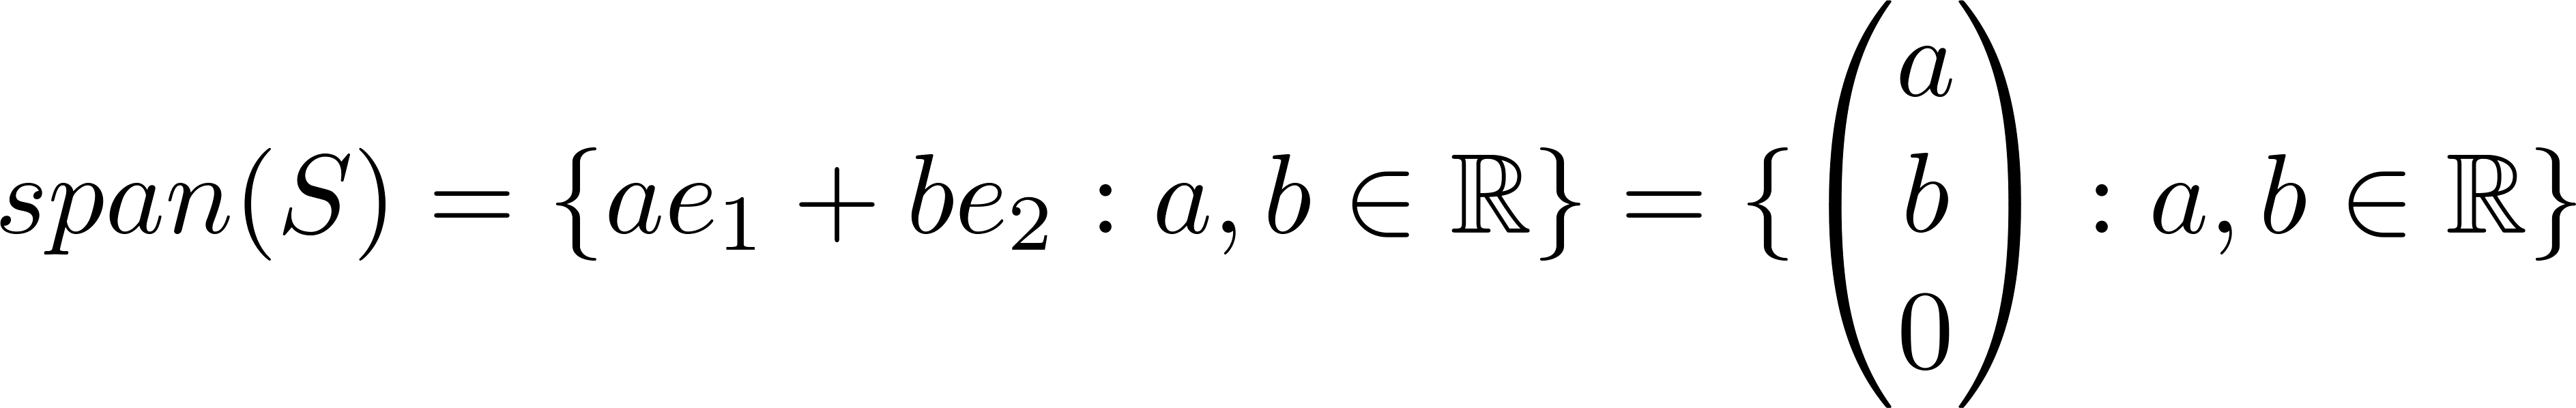 span(S) = {ae₁ + be₂ : a, b ∈ ℝ} = {(a b 0) : a, b ∈ ℝ}